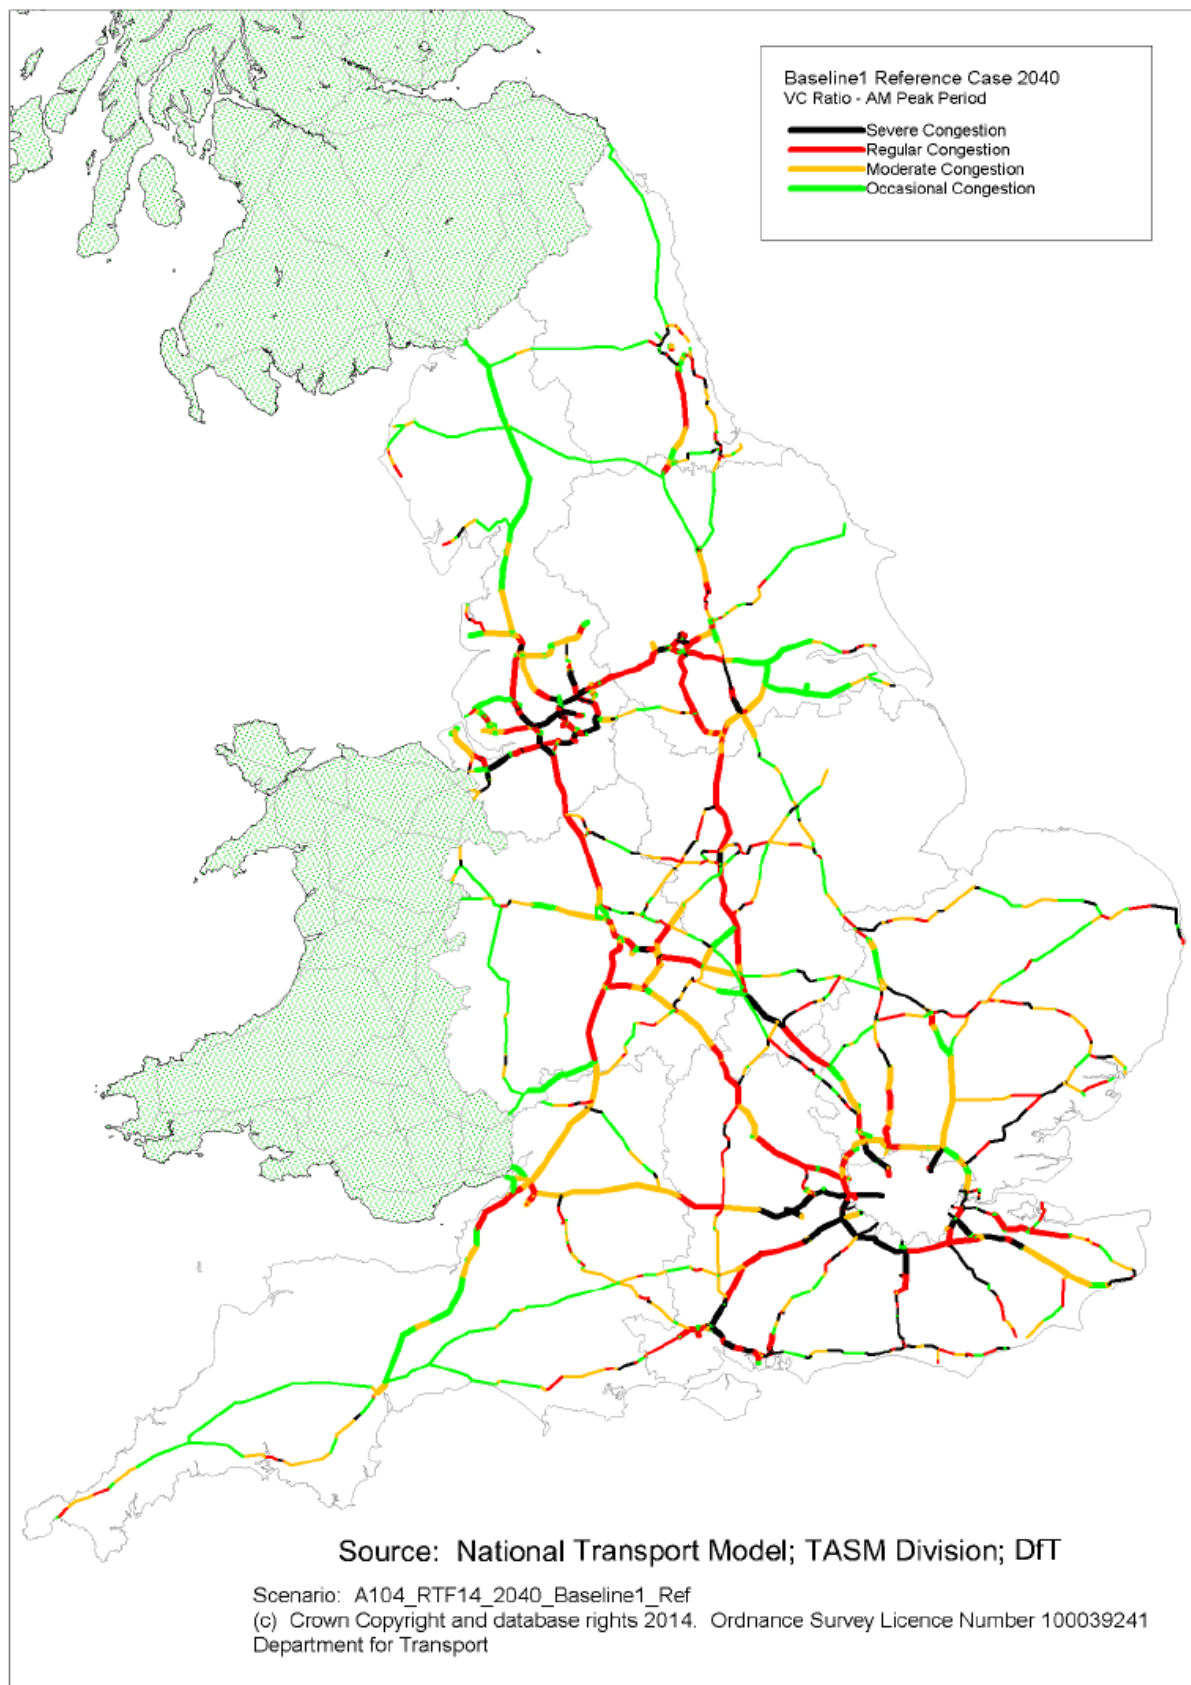 Baseline1 Reference Case 2040
VC Ratio - AM Peak Period
Severe Congestion
Regular Congestion
Moderate Congestion
Occasional Congestion
Source: National Transport Model; TASM Division; DfT
Scenario: A104_RTF14_2040_Baseline1_Ref
(c) Crown Copyright and database rights 2014. Ordnance Survey Licence Number 100039241
Department for Transport